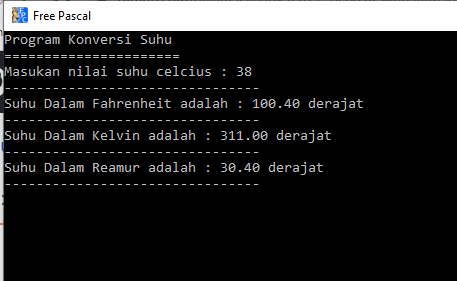 Free Pascal
Program Konversi Suhu
======================
Masukan nilai suhu celcius : 38
--------------------------------
Suhu Dalam Fahrenheit adalah : 100.40 derajat
--------------------------------
Suhu Dalam Kelvin adalah : 311.00 derajat
--------------------------------
Suhu Dalam Reamur adalah : 30.40 derajat
--------------------------------